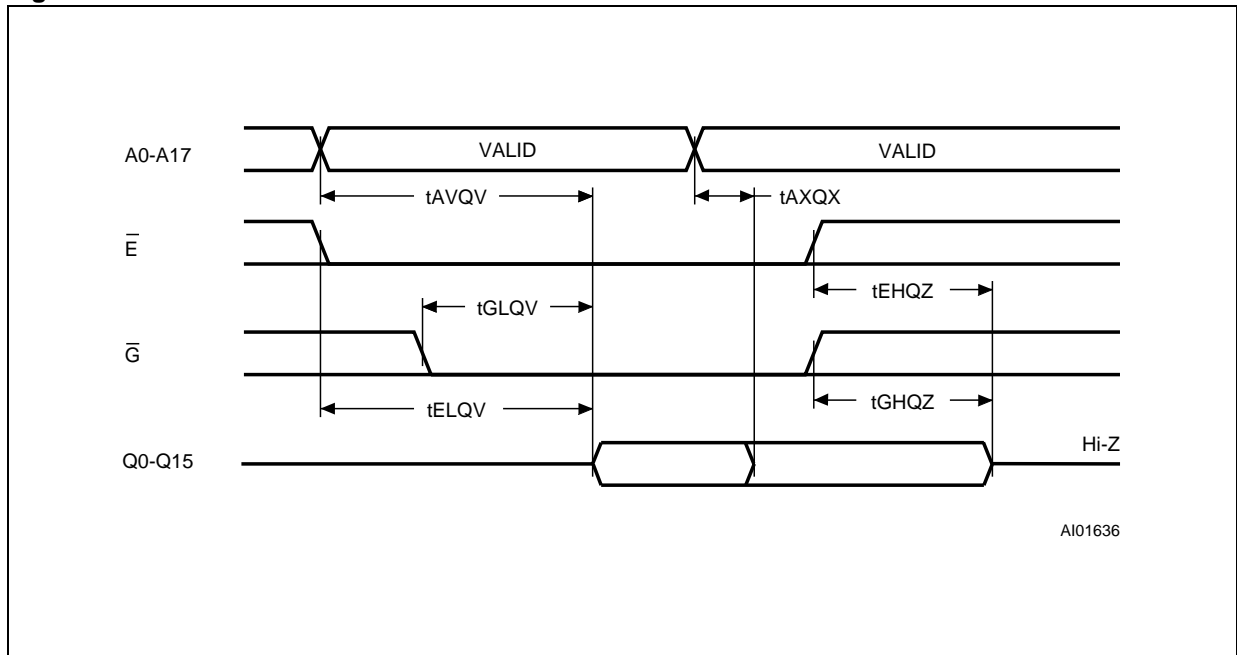 A0-A17
VALID
VALID
tAVQV
tAXQX
E̅
tEHQZ
tGLQV
G̅
tGHQZ
tELQV
Hi-Z
Q0-Q15
AI01636